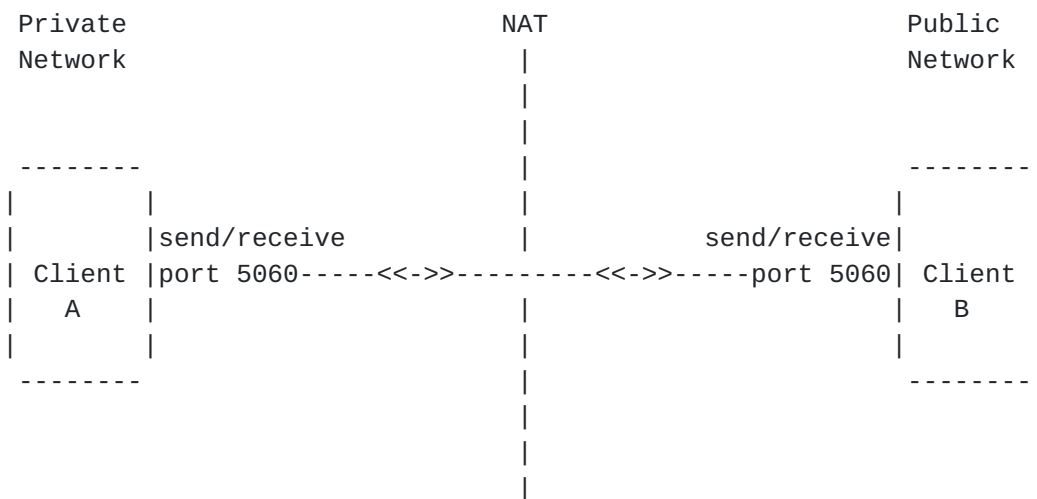 Private NAT Public
Network | Network
|
|
-------- | --------
| | | |
| |send/receive | send/receive|
| Client |port 5060-----<<->>---------<<->>-----port 5060| Client
| A | | | B
| | | |
-------- | --------
|
|
|